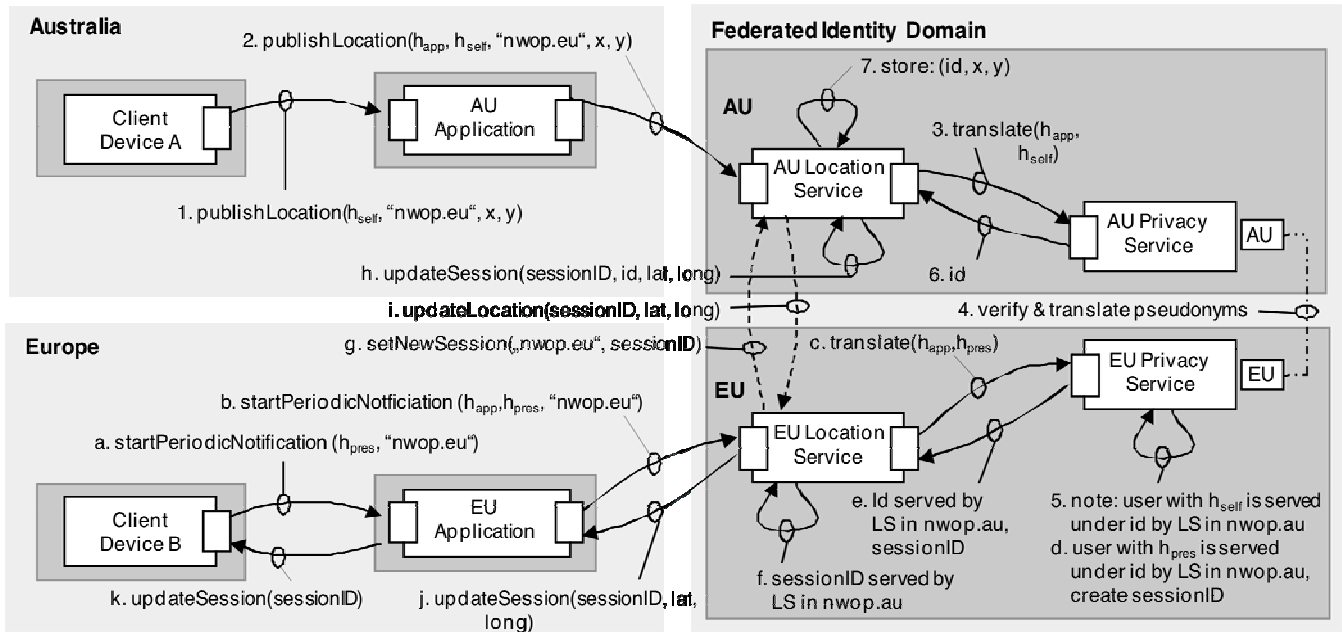 Australia
2. publishLocation(happ, hself, “nwop.eu“, x, y)
Client
Device A
AU
Application
1. publishLocation(hself, “nwop.eu“, x, y)
Federated Identity Domain
7. store: (id, x, y)
AU
3. translate(happ,
hself)
AU Location
Service
AU Privacy
Service
AU
6. id
h. updateSession(sessionID, id, lat, long)
i. updateLocation(sessionID, lat, long)
4. verify & translate pseudonyms
Europe
g. setNewSession(„nwop.eu“, sessionID)
c. translate(happ,hpres)
EU Privacy
Service
EU
EU
b. startPeriodicNotficiation (happ,hpres, “nwop.eu“)
a. startPeriodicNotification (hpres, “nwop.eu“)
EU Location
Service
Client
Device B
EU
Application
e. Id served by
LS in nwop.au,
sessionID
5. note: user with hself is served
under id by LS in nwop.au
d. user with hpres is served
under id by LS in nwop.au,
create sessionID
f. sessionID served by
LS in nwop.au
k. updateSession(sessionID)
j. updateSession(sessionID, lat,
long)